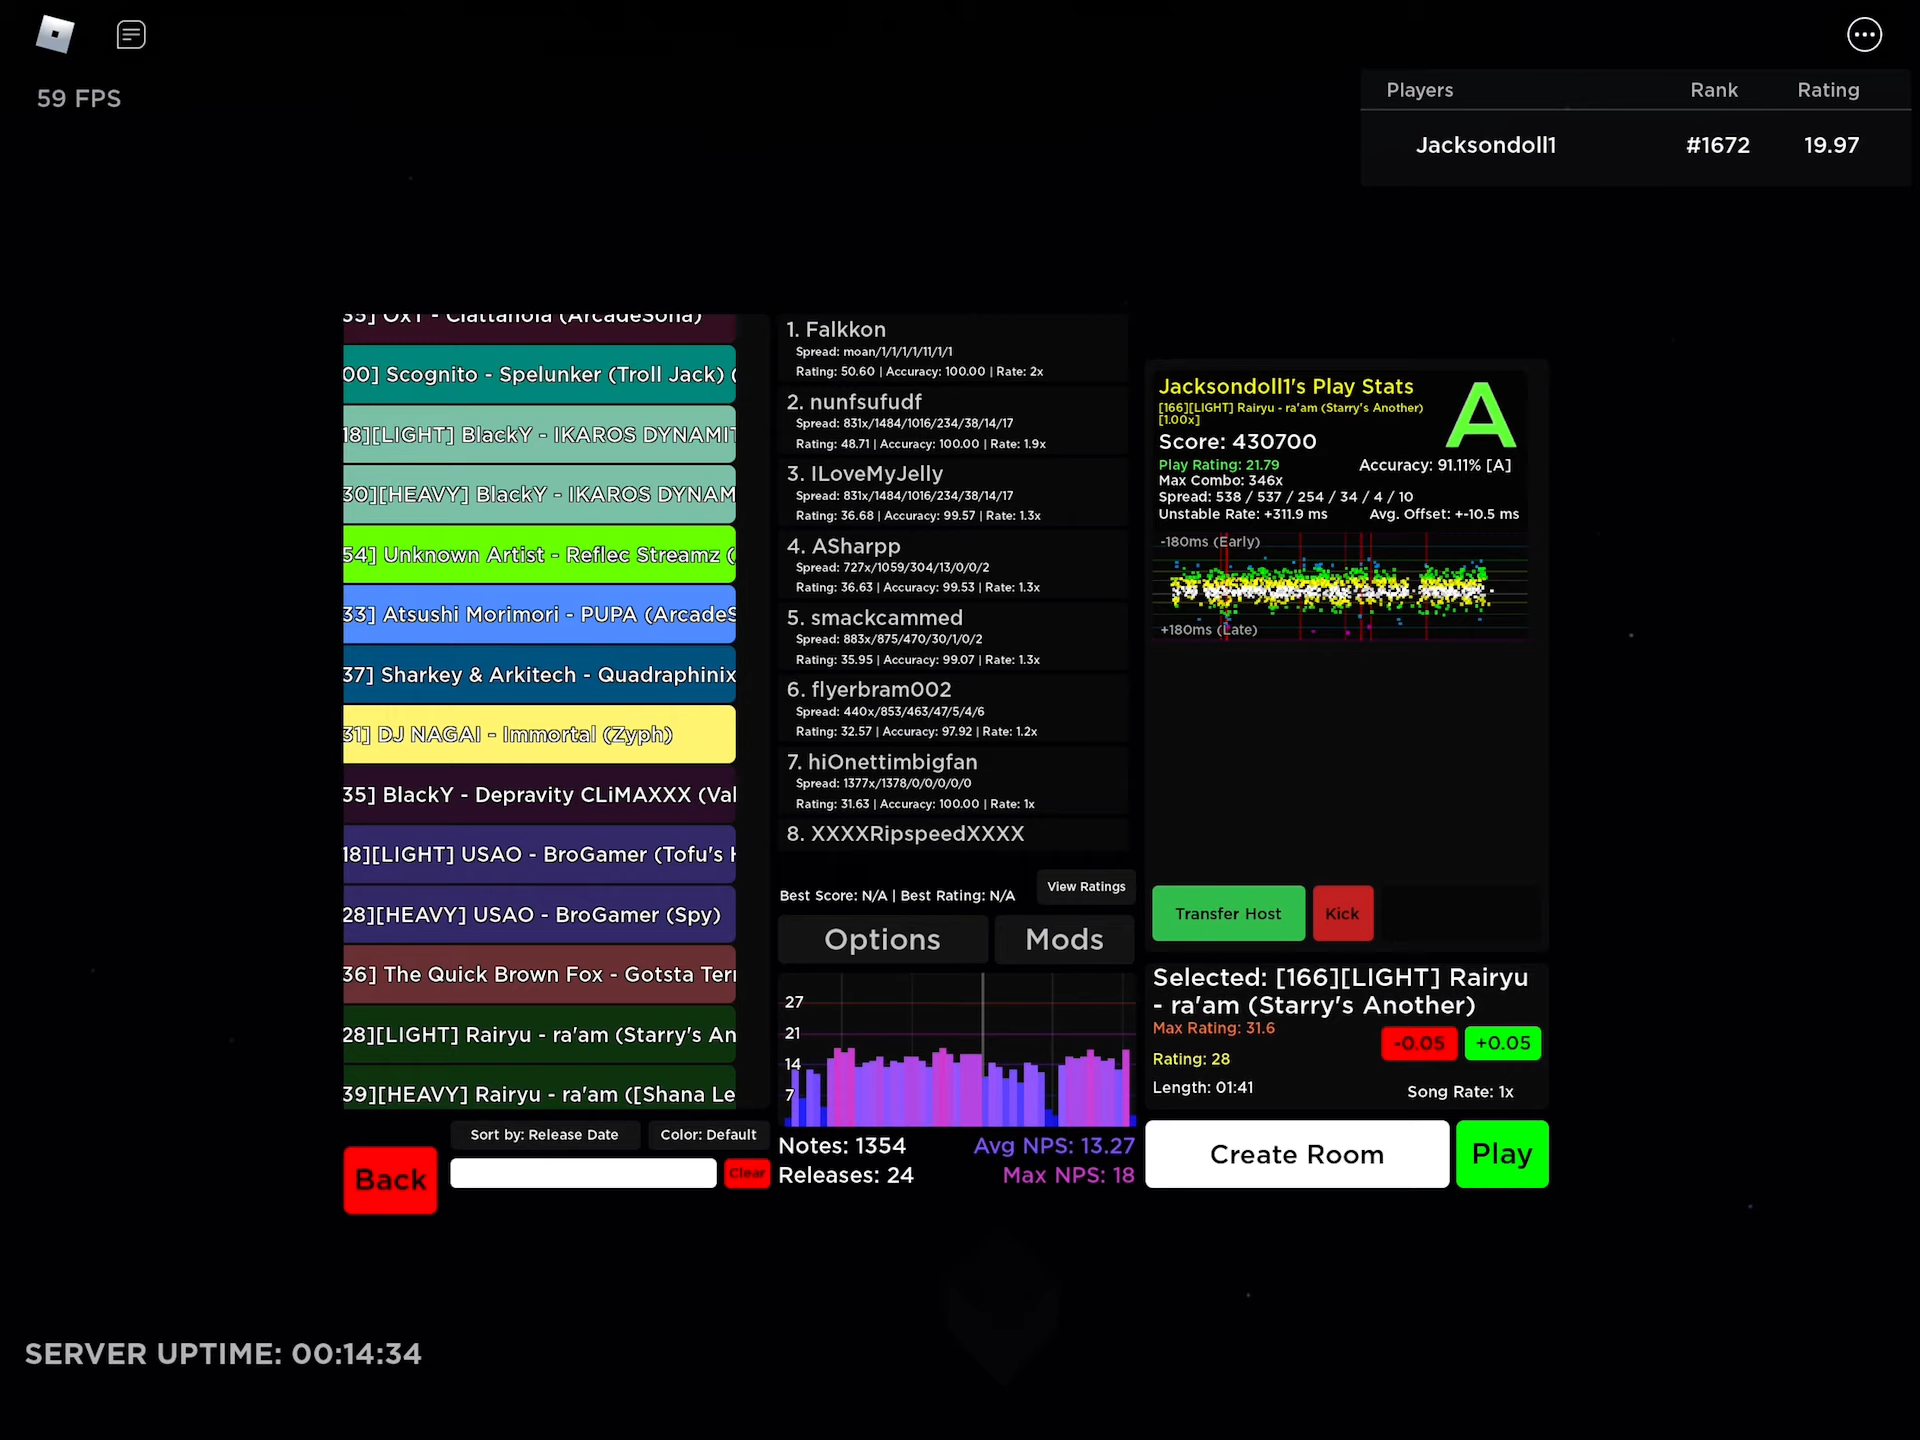 59 FPS
Players Rank Rating
Jacksondoll1 #1672 19.97
35] OxT - Clattanoia (ArcadeSona)
00] Scognito - Spelunker (Troll Jack) (
18][LIGHT] BlackY - IKAROS DYNAMIT
30][HEAVY] BlackY - IKAROS DYNAM
54] Unknown Artist - Reflec Streamz (
33] Atsushi Morimori - PUPA (ArcadeS
37] Sharkey & Arkitech - Quadraphinix
31] DJ NAGAI - Immortal (Zyph)
35] BlackY - Depravity CLiMAXXX (Val
18][LIGHT] USAO - BroGamer (Tofu's H
28][HEAVY] USAO - BroGamer (Spy)
36] The Quick Brown Fox - Gotsta Terr
28][LIGHT] Rairyu - ra'am (Starry's An
39][HEAVY] Rairyu - ra'am ([Shana Le
Sort by: Release Date
Color: Default
Back
Clear
1. Falkkon
Spread: moan/1/1/1/1/11/1/1
Rating: 50.60 | Accuracy: 100.00 | Rate: 2x
2. nunfsufudf
Spread: 831x/1484/1016/234/38/14/17
Rating: 48.71 | Accuracy: 100.00 | Rate: 1.9x
3. ILoveMyJelly
Spread: 831x/1484/1016/234/38/14/17
Rating: 36.68 | Accuracy: 99.57 | Rate: 1.3x
4. ASharpp
Spread: 727x/1059/304/13/0/0/2
Rating: 36.63 | Accuracy: 99.53 | Rate: 1.3x
5. smackcammed
Spread: 883x/875/470/30/1/0/2
Rating: 35.95 | Accuracy: 99.07 | Rate: 1.3x
6. flyerbram002
Spread: 440x/853/463/47/5/4/6
Rating: 32.57 | Accuracy: 97.92 | Rate: 1.2x
7. hiOnettimbigfan
Spread: 1377x/1378/0/0/0/0/0
Rating: 31.63 | Accuracy: 100.00 | Rate: 1x
8. XXXXRipspeedXXXX
Best Score: N/A | Best Rating: N/A
View Ratings
Options
Mods
27
21
14
7
Notes: 1354
Avg NPS: 13.27
Releases: 24
Max NPS: 18
Jacksondoll1's Play Stats
[166][LIGHT] Rairyu - ra'am (Starry's Another)
[1.00x]
A
Score: 430700
Play Rating: 21.79
Accuracy: 91.11% [A]
Max Combo: 346x
Spread: 538 / 537 / 254 / 34 / 4 / 10
Unstable Rate: +311.9 ms
Avg. Offset: +-10.5 ms
-180ms (Early)
+180ms (Late)
Transfer Host
Kick
Selected: [166][LIGHT] Rairyu
- ra'am (Starry's Another)
Max Rating: 31.6
-0.05
+0.05
Rating: 28
Length: 01:41
Song Rate: 1x
Create Room
Play
SERVER UPTIME: 00:14:34